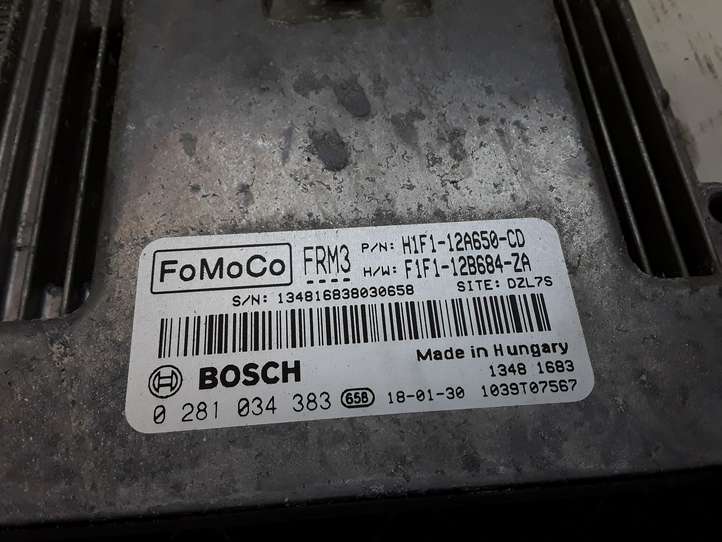 FoMoCo FRM3 P/N: H1F1-12A650-CD
H/W: F1F1-12B684-ZA
S/N: 134816838030658 SITE: DZL7S
Made in Hungary
BOSCH 1348 1683
0 281 034 383 65B 18-01-30 1039T07567